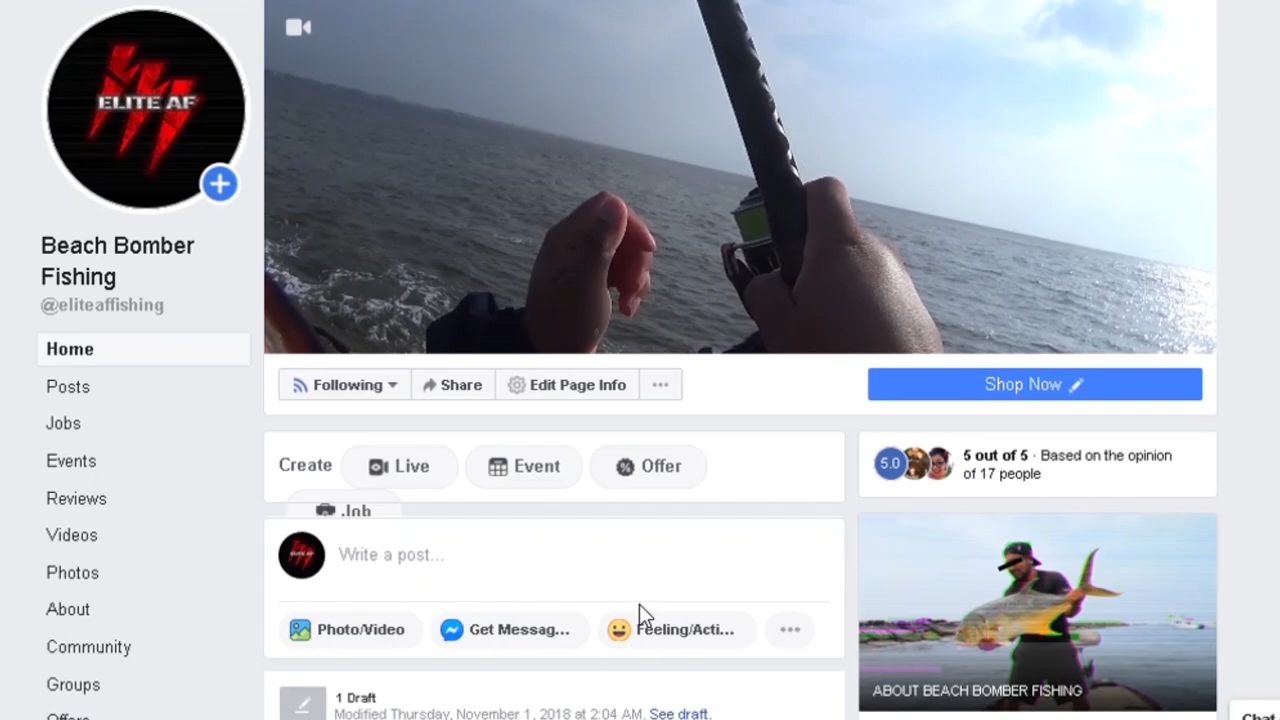 ELITE AF
Beach Bomber
Fishing
@eliteaffishing
Home
Posts
Jobs
Events
Reviews
Videos
Photos
About
Community
Groups
Offers
Following
Share
Edit Page Info
Shop Now
Create
Live
Event
Offer
Job
Write a post...
Photo/Video
Get Messag...
Feeling/Acti...
1 Draft
Modified Thursday, November 1, 2018 at 2:04 AM. See draft.
5.0
5 out of 5 · Based on the opinion
of 17 people
ABOUT BEACH BOMBER FISHING
Chat